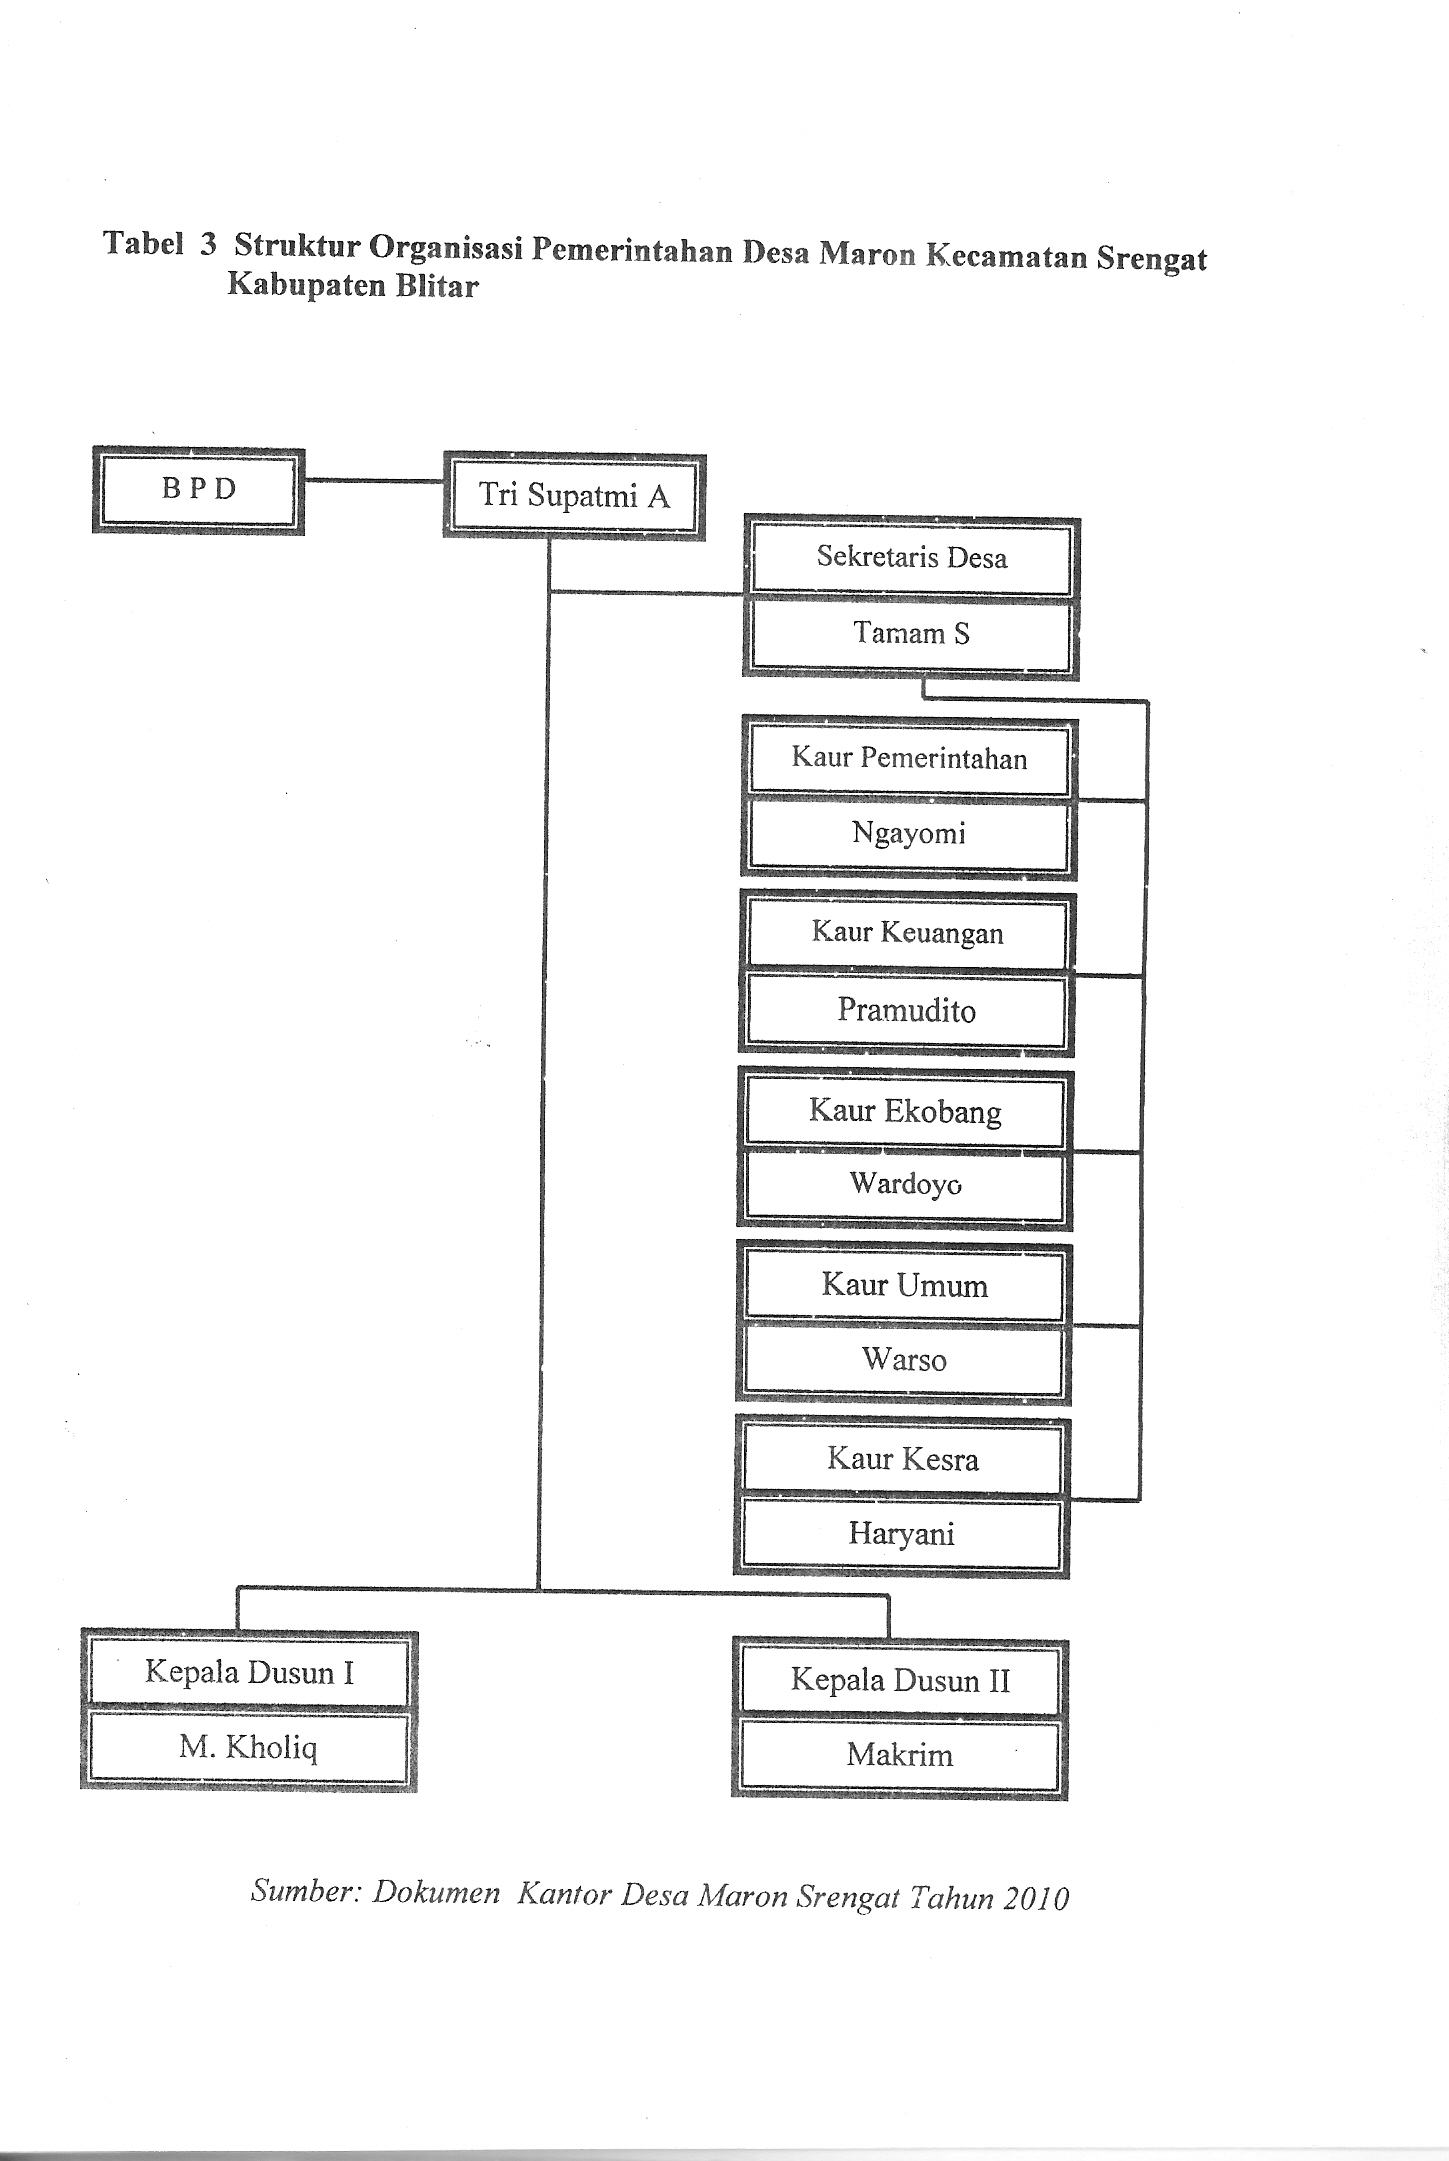 Tabel 3 Struktur Organisasi Pemerintahan Desa Maron Kecamatan Srengat
Kabupaten Blitar
B P D
Tri Supatmi A
Sekretaris Desa
Tamam S
Kaur Pemerintahan
Ngayomi
Kaur Keuangan
Pramudito
Kaur Ekobang
Wardoyo
Kaur Umum
Warso
Kaur Kesra
Haryani
Kepala Dusun I
M. Kholiq
Kepala Dusun II
Makrim
Sumber: Dokumen Kantor Desa Maron Srengat Tahun 2010